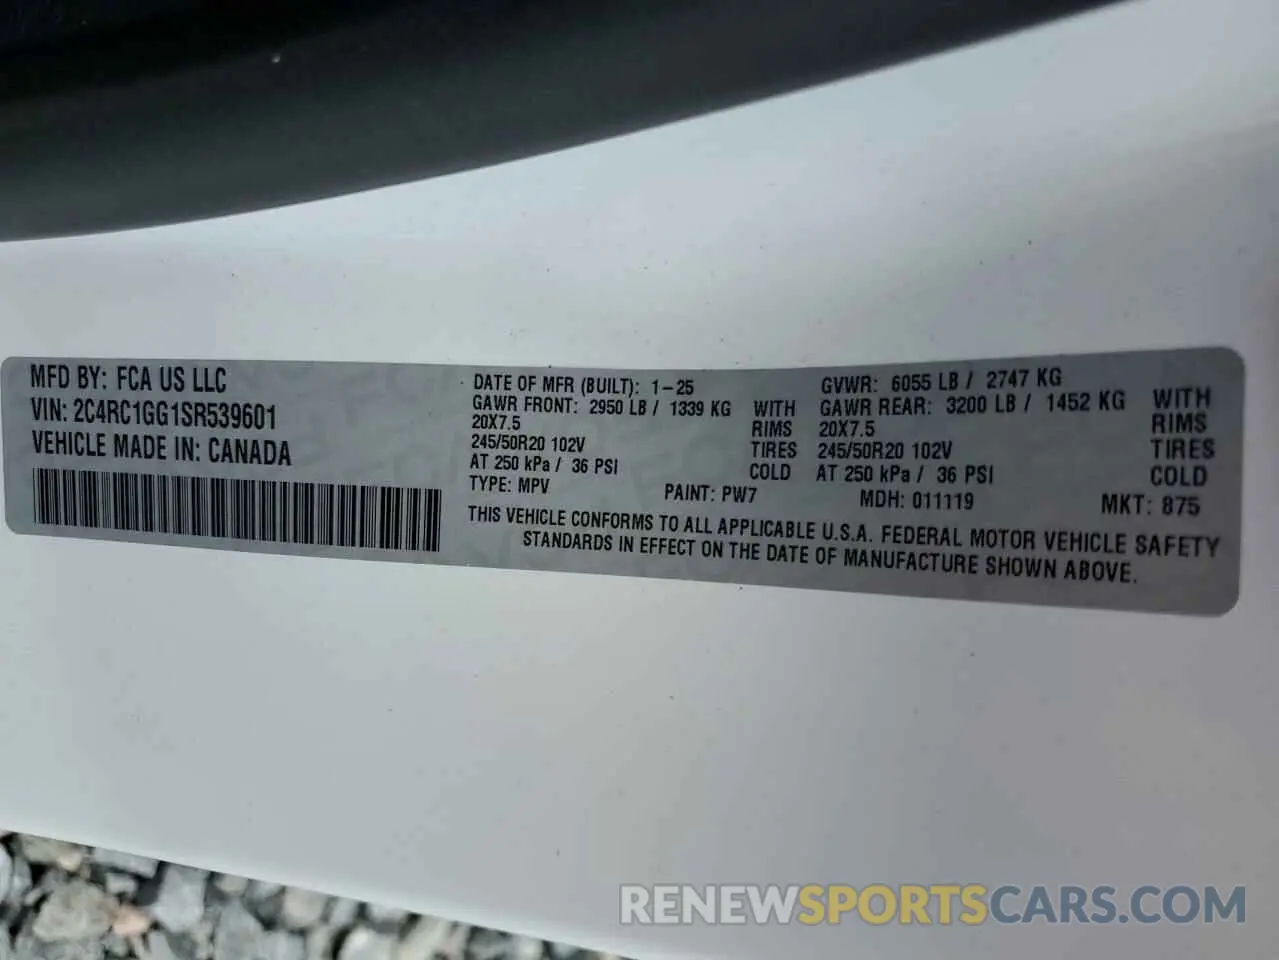 MFD BY: FCA US LLC
VIN: 2C4RC1GG1SR539601
VEHICLE MADE IN: CANADA
DATE OF MFR (BUILT): 1-25
GVWR: 6055 LB / 2747 KG
GAWR FRONT: 2950 LB / 1339 KG WITH
20X7.5 RIMS
245/50R20 102V TIRES
AT 250 kPa / 36 PSI COLD
GAWR REAR: 3200 LB / 1452 KG WITH
20X7.5 RIMS
245/50R20 102V TIRES
AT 250 kPa / 36 PSI COLD
TYPE: MPV PAINT: PW7 MDH: 011119 MKT: 875
THIS VEHICLE CONFORMS TO ALL APPLICABLE U.S.A. FEDERAL MOTOR VEHICLE SAFETY
STANDARDS IN EFFECT ON THE DATE OF MANUFACTURE SHOWN ABOVE.
RENEWSPORTSCARS.COM